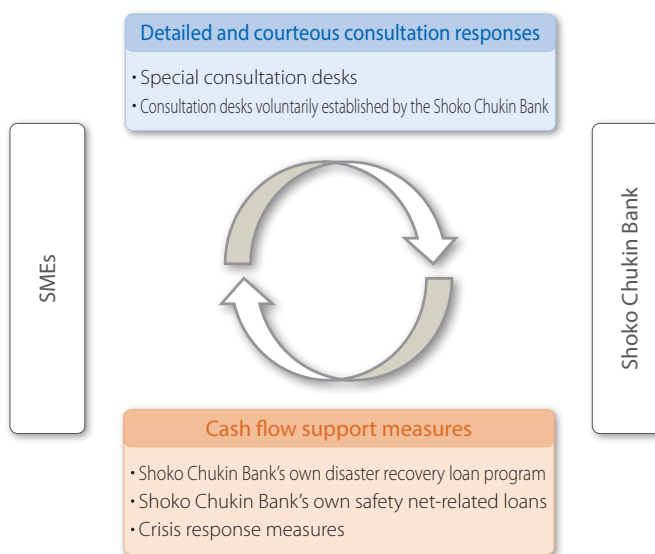 Detailed and courteous consultation responses
・Special consultation desks
・Consultation desks voluntarily established by the Shoko Chukin Bank
SMEs
Shoko Chukin Bank
Cash flow support measures
・Shoko Chukin Bank's own disaster recovery loan program
・Shoko Chukin Bank's own safety net-related loans
・Crisis response measures